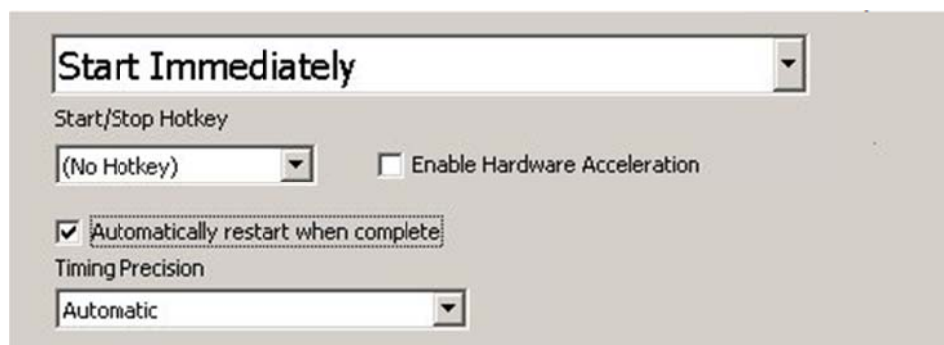 Start Immediately
Start/Stop Hotkey
(No Hotkey)
Enable Hardware Acceleration
Automatically restart when complete
Timing Precision
Automatic